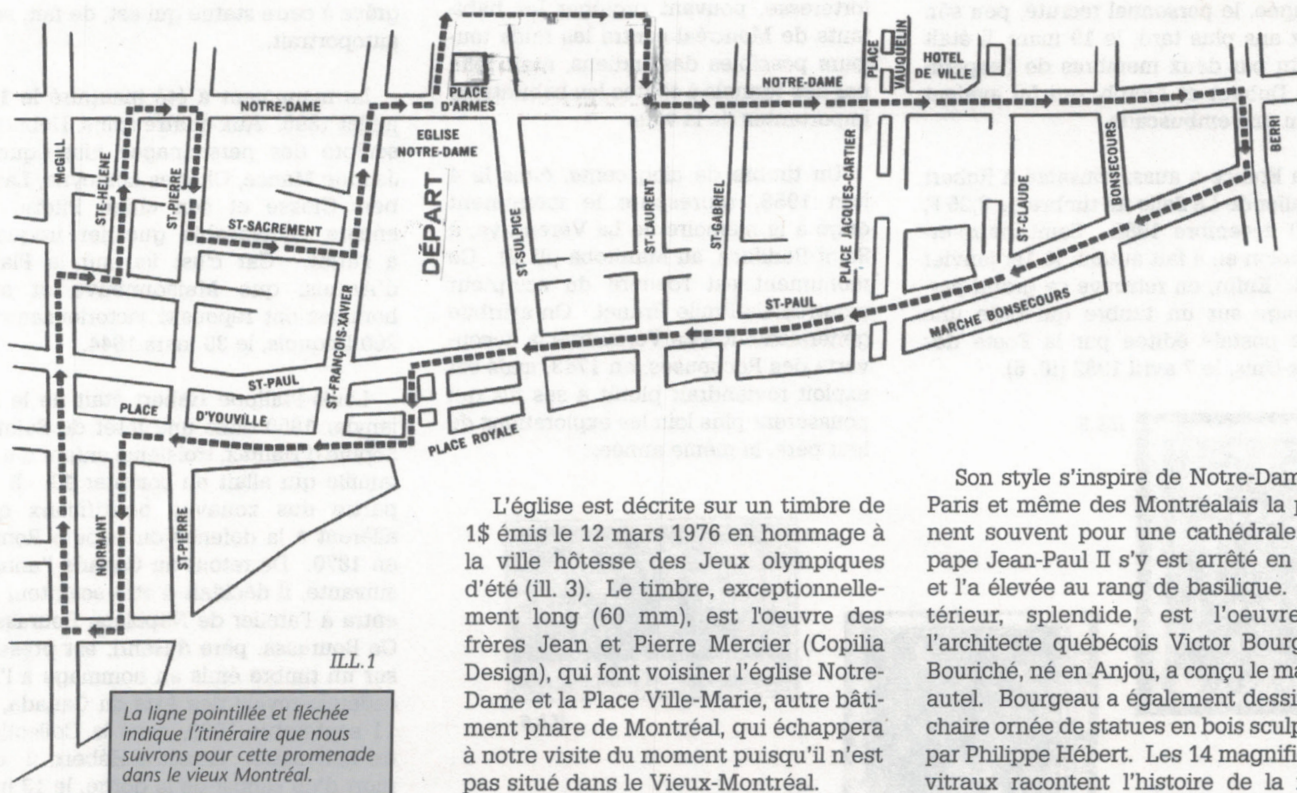 NOTRE-DAME
PLACE
D'ARMES
NOTRE-DAME
PLACE
VAUQUELIN
HOTEL
DE VILLE
EGLISE
NOTRE-DAME
McGILL
STE-HELENE
ST-PIERRE
ST-SACREMENT
DÉPART
ST-SULPICE
ST-LAURENT
ST-GABRIEL
PLACE JACQUES-CARTIER
ST-CLAUDE
BONSECOURS
BERRI
ST-FRANÇOIS-XAVIER
ST-PAUL
MARCHE BONSECOURS
ST-PAUL
PLACE
D'YOUVILLE
PLACE ROYALE
NORMANT
ST-PIERRE
ILL. 1
La ligne pointillée et fléchée
indique l'itinéraire que nous
suivrons pour cette promenade
dans le vieux Montréal.
L'église est décrite sur un timbre de
1$ émis le 12 mars 1976 en hommage à
la ville hôtesse des Jeux olympiques
d'été (ill. 3). Le timbre, exceptionnelle-
ment long (60 mm), est l'oeuvre des
frères Jean et Pierre Mercier (Copilia
Design), qui font voisiner l'église Notre-
Dame et la Place Ville-Marie, autre bâti-
ment phare de Montréal, qui échappera
à notre visite du moment puisqu'il n'est
pas situé dans le Vieux-Montréal.
Son style s'inspire de Notre-Dam
Paris et même des Montréalais la p
nent souvent pour une cathédrale
pape Jean-Paul II s'y est arrêté en
et l'a élevée au rang de basilique.
térieur, splendide, est l'oeuvre
l'architecte québécois Victor Bourg
Bouriché, né en Anjou, a conçu le ma
autel. Bourgeau a également dessi
chaire ornée de statues en bois sculp
par Philippe Hébert. Les 14 magnif
vitraux racontent l'histoire de la